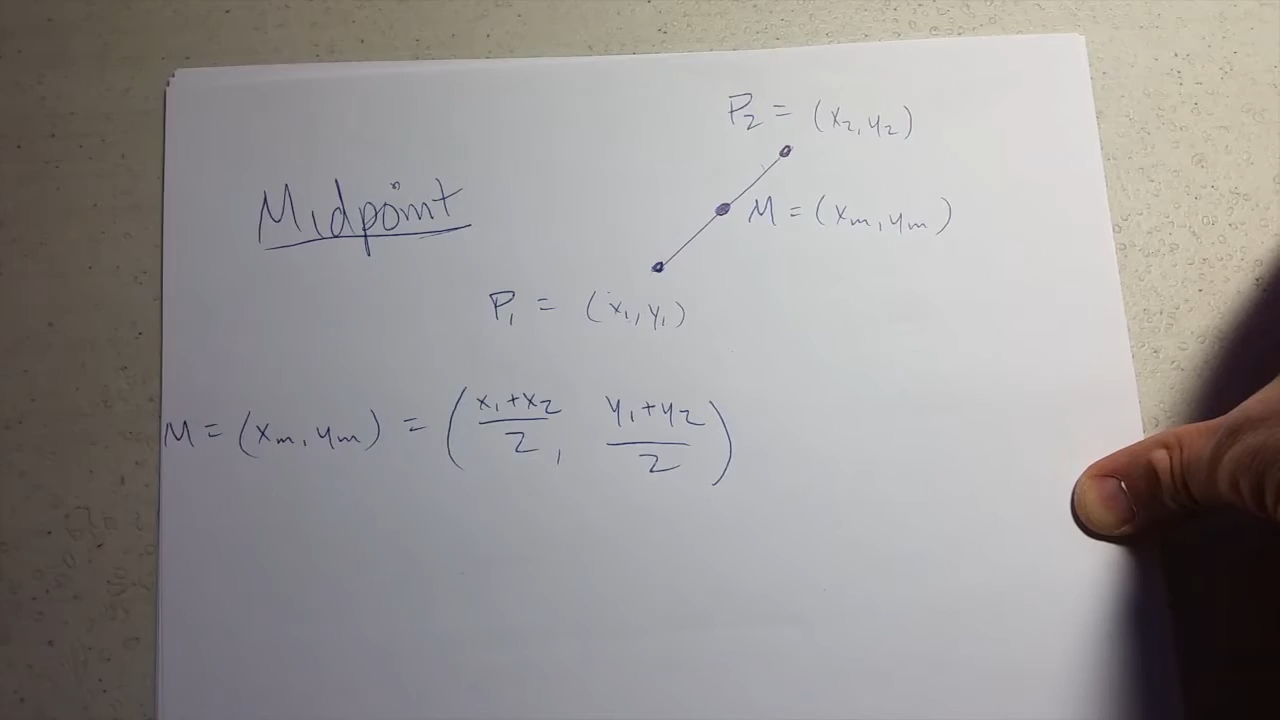 P₂ = (x₂, y₂)
Midpoint
M = (xₘ, yₘ)
P₁ = (x₁, y₁)
M = (xₘ, yₘ) = ( (x₁+x₂)/2 , (y₁+y₂)/2 )